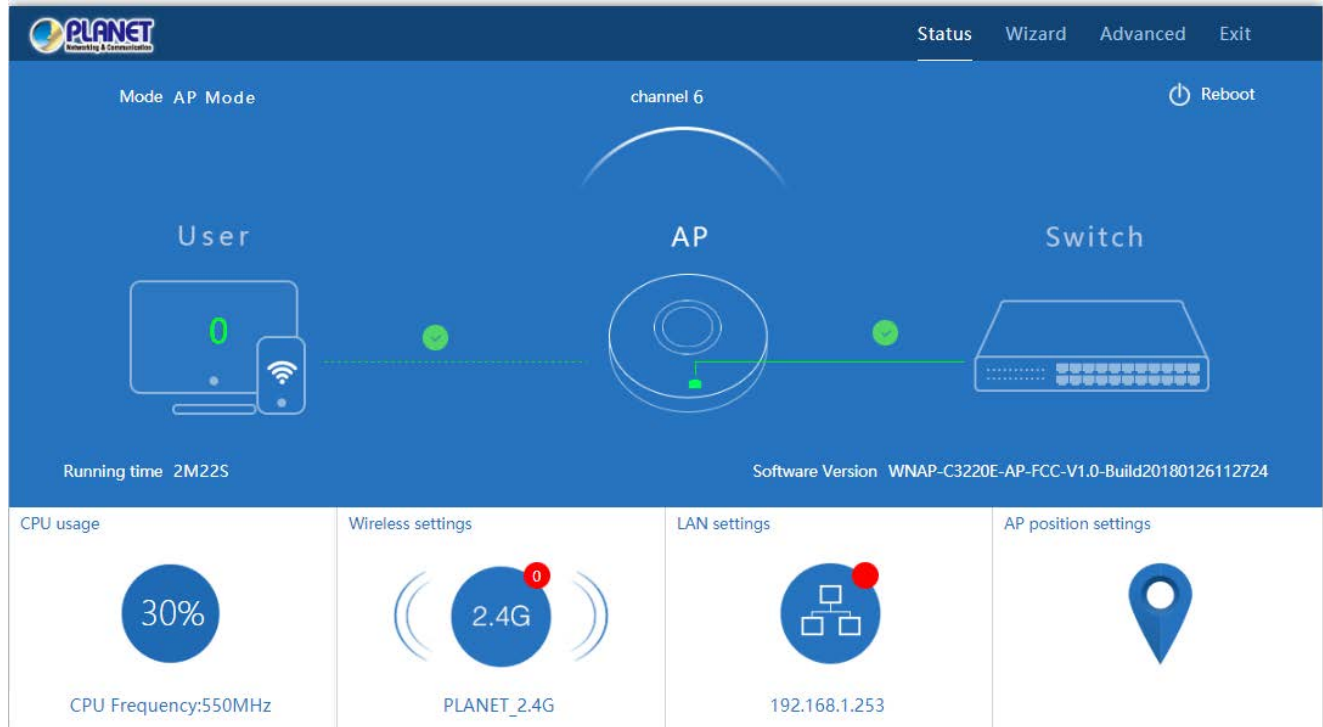 PLANET
Networking & Communication
Status Wizard Advanced Exit
Mode AP Mode
channel 6
Reboot
User
AP
Switch
0
Running time 2M22S
Software Version WNAP-C3220E-AP-FCC-V1.0-Build20180126112724
CPU usage
Wireless settings
LAN settings
AP position settings
30%
0
2.4G
CPU Frequency:550MHz
PLANET_2.4G
192.168.1.253